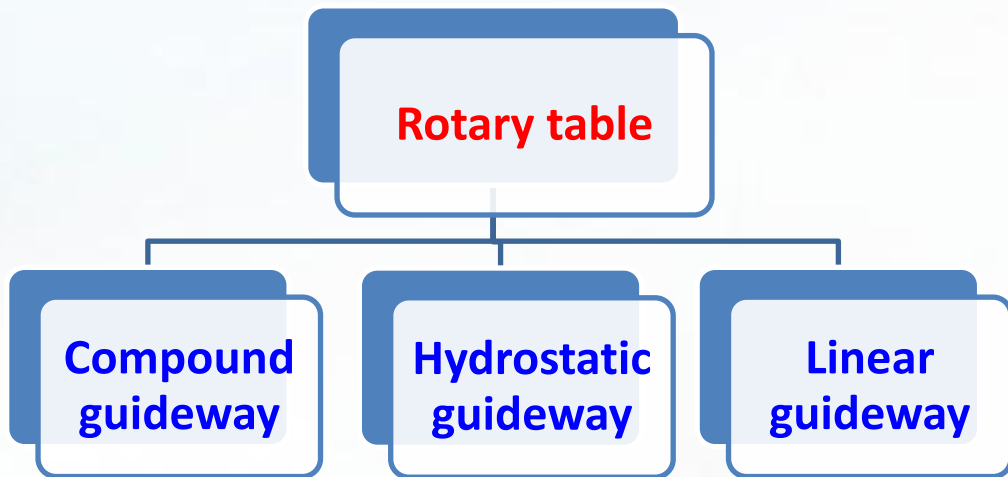 Rotary table
Compound
guideway
Hydrostatic
guideway
Linear
guideway